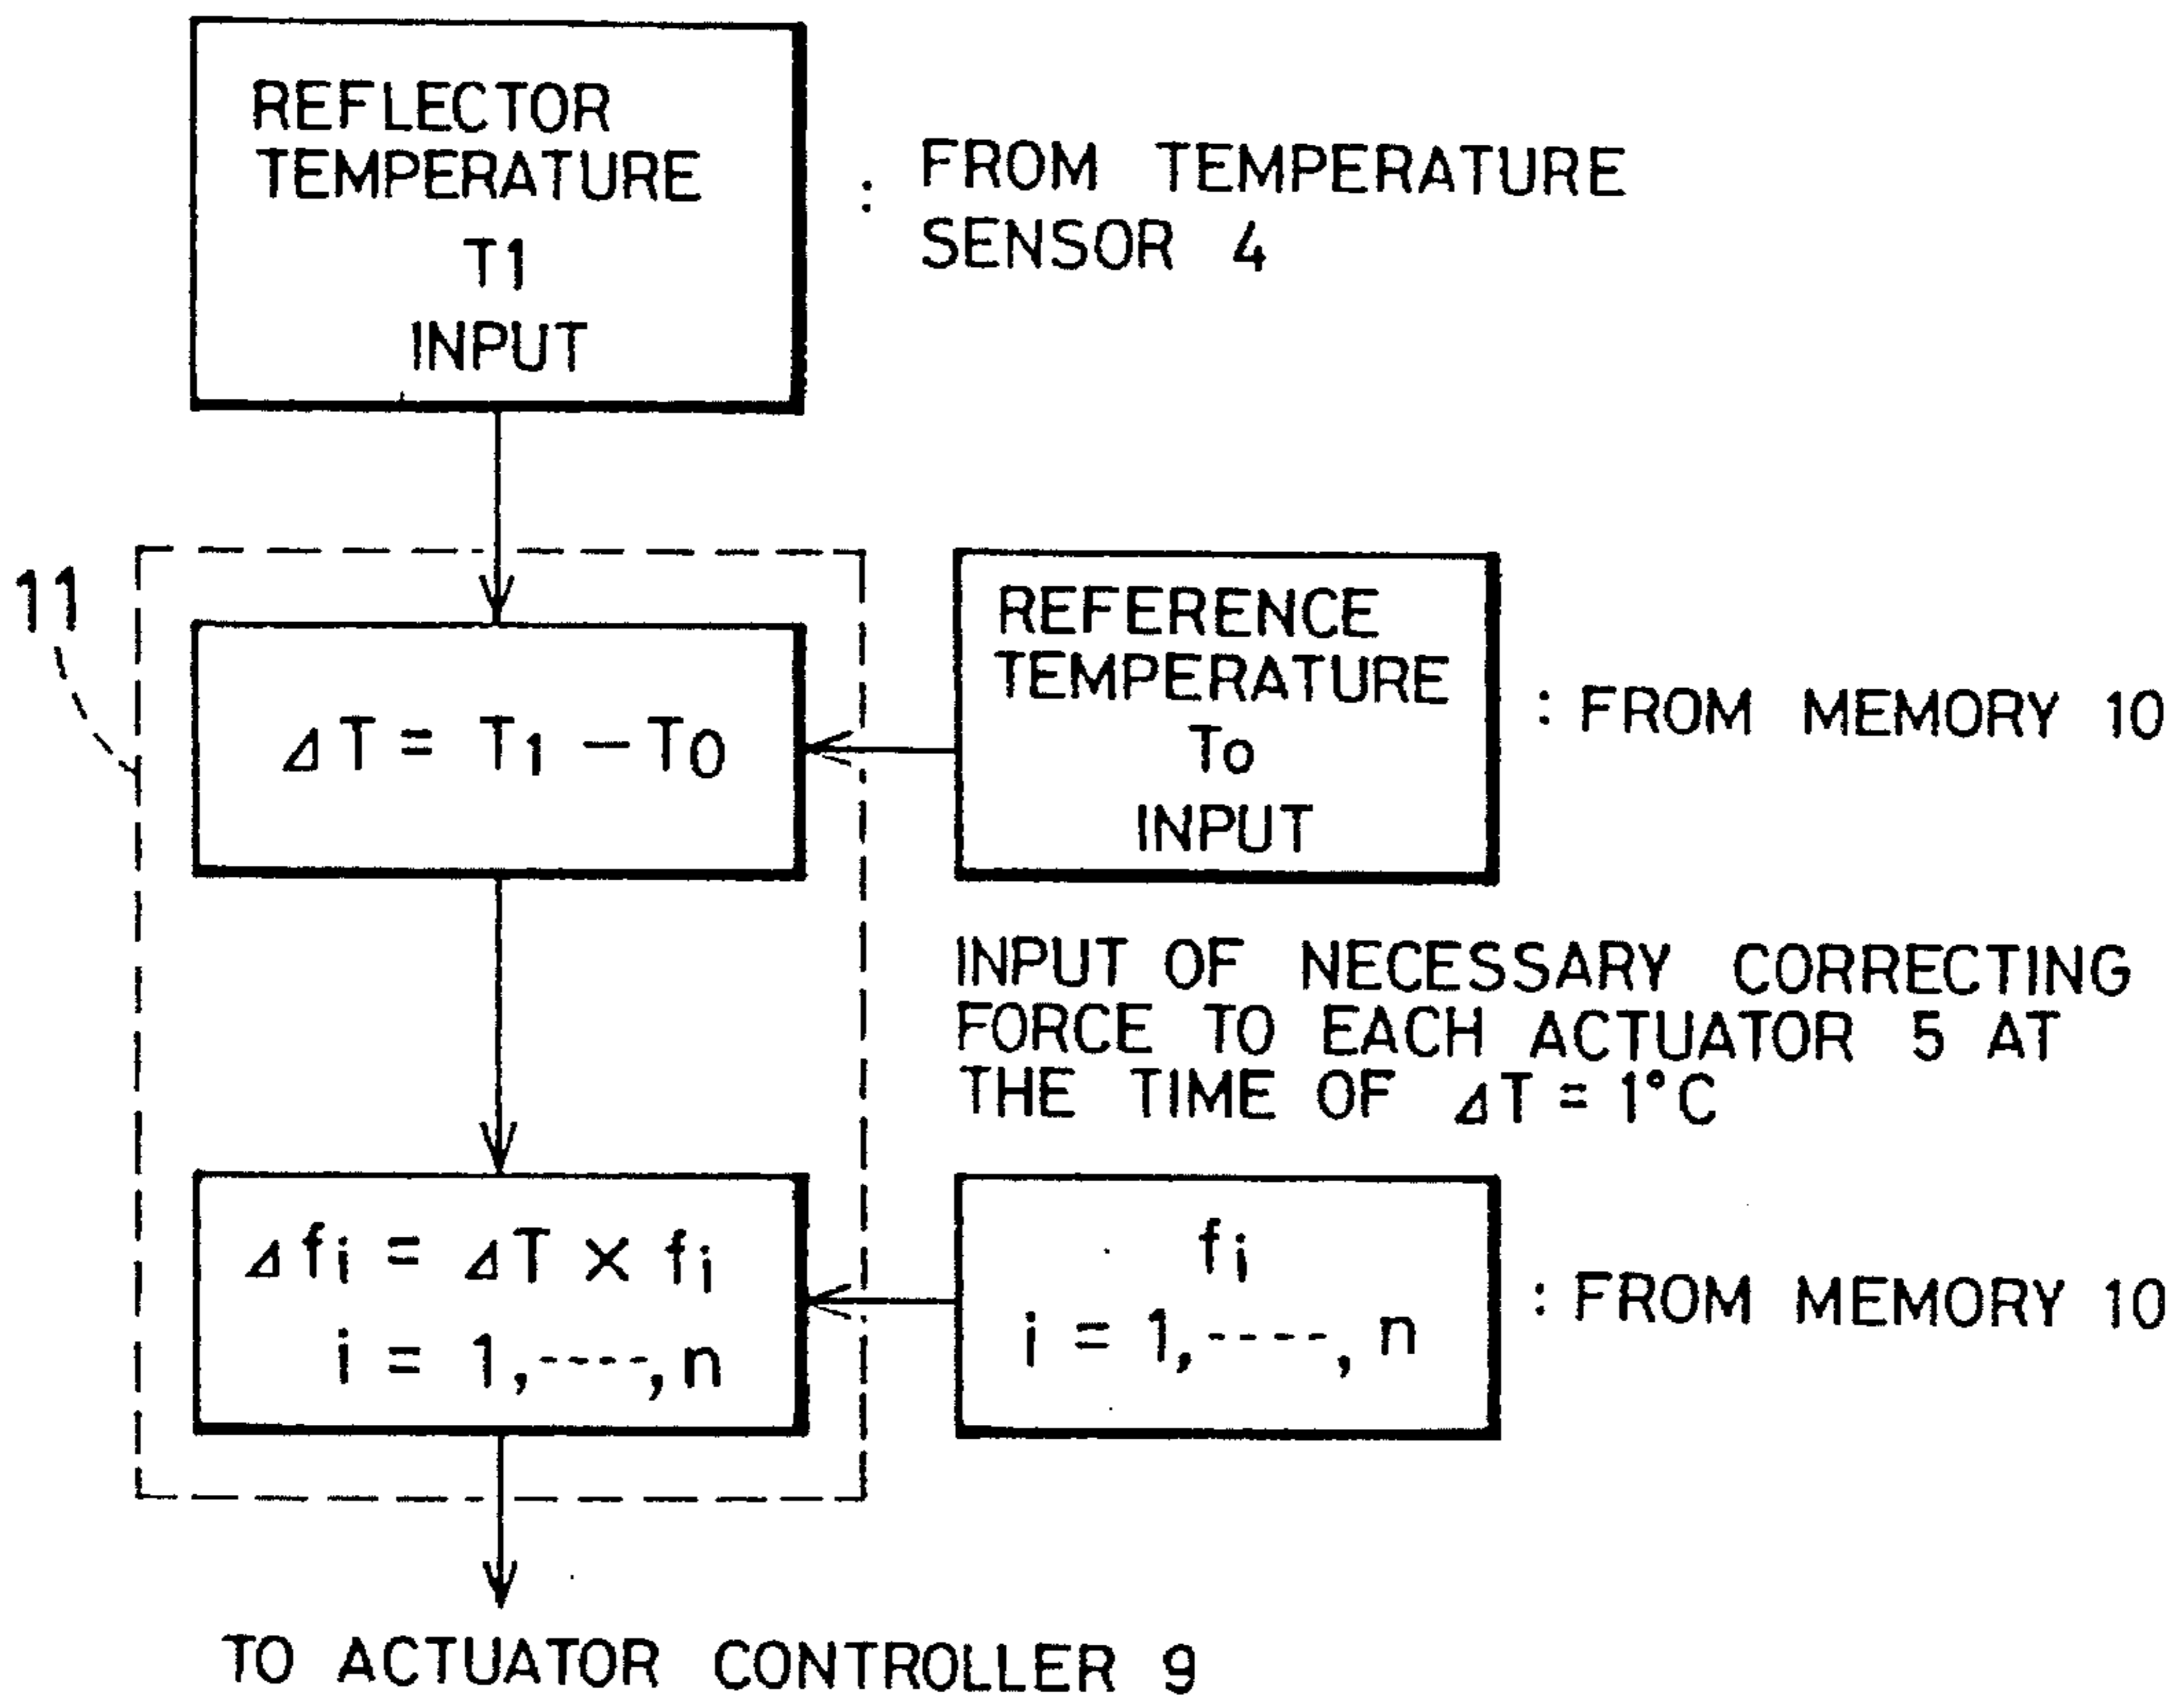 REFLECTOR
TEMPERATURE
T1
INPUT
: FROM TEMPERATURE
SENSOR 4
11
ΔT = T1 − T0
REFERENCE
TEMPERATURE
To
INPUT
: FROM MEMORY 10
INPUT OF NECESSARY CORRECTING
FORCE TO EACH ACTUATOR 5 AT
THE TIME OF ΔT = 1°C
Δfi = ΔT × fi
i = 1,----,n
fi
i = 1,----, n
: FROM MEMORY 10
TO ACTUATOR CONTROLLER 9